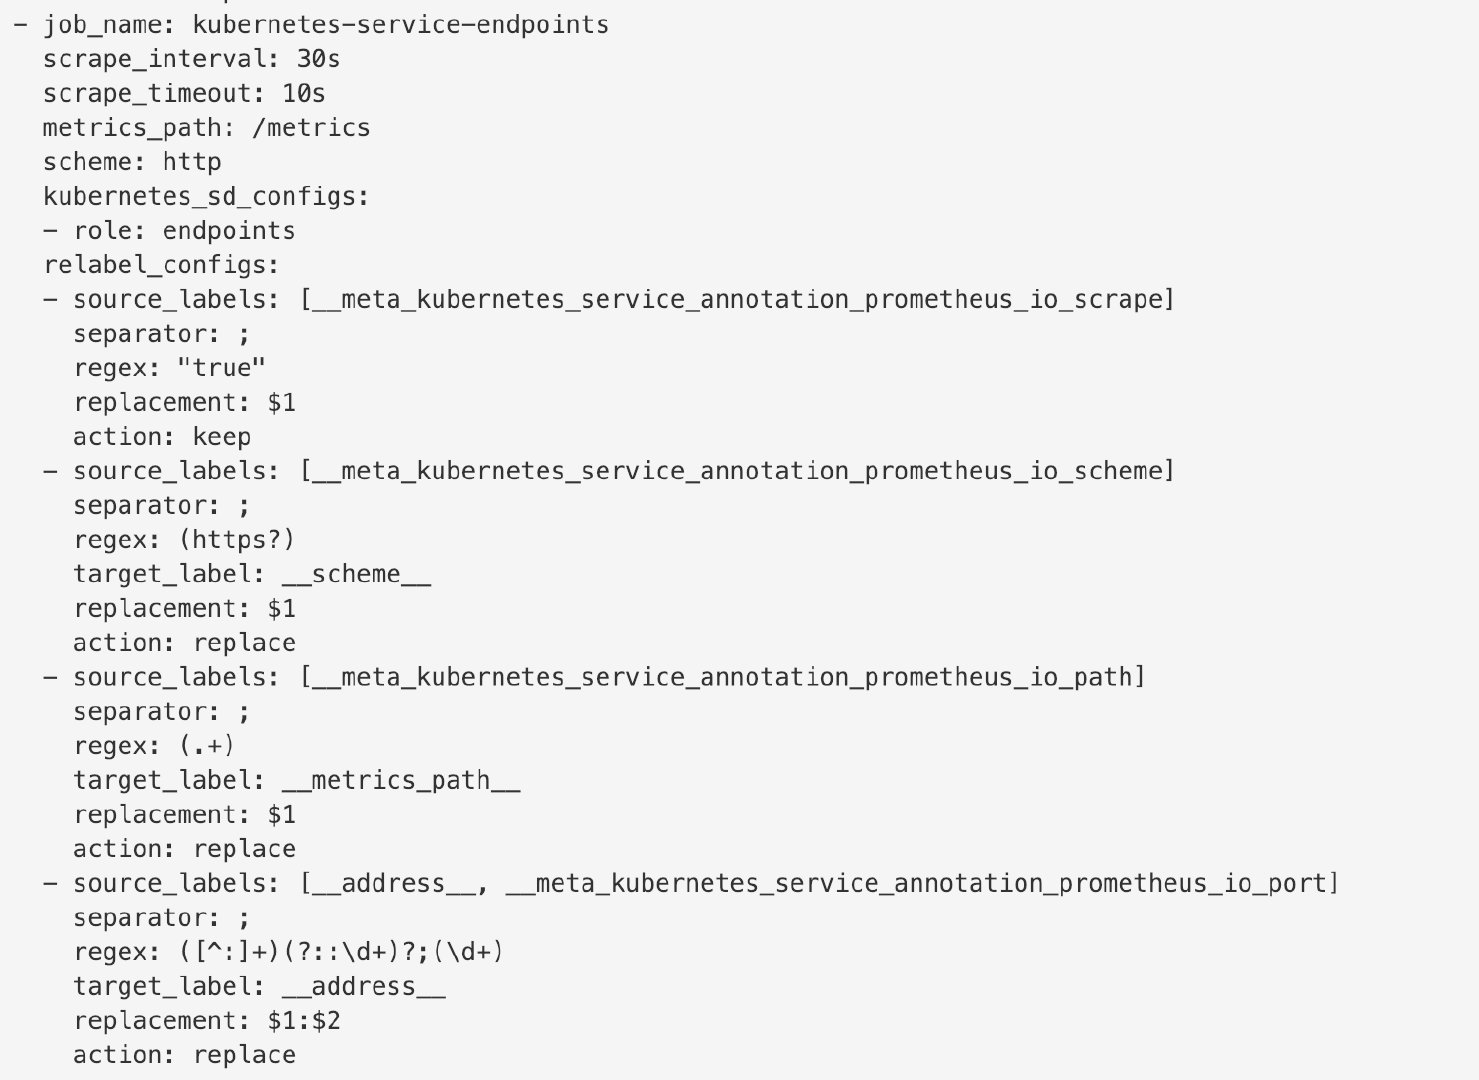 - job_name: kubernetes-service-endpoints
scrape_interval: 30s
scrape_timeout: 10s
metrics_path: /metrics
scheme: http
kubernetes_sd_configs:
- role: endpoints
relabel_configs:
- source_labels: [__meta_kubernetes_service_annotation_prometheus_io_scrape]
separator: ;
regex: "true"
replacement: $1
action: keep
- source_labels: [__meta_kubernetes_service_annotation_prometheus_io_scheme]
separator: ;
regex: (https?)
target_label: __scheme__
replacement: $1
action: replace
- source_labels: [__meta_kubernetes_service_annotation_prometheus_io_path]
separator: ;
regex: (.+)
target_label: __metrics_path__
replacement: $1
action: replace
- source_labels: [__address__, __meta_kubernetes_service_annotation_prometheus_io_port]
separator: ;
regex: ([^:]+)(?::\d+)?;(\d+)
target_label: __address__
replacement: $1:$2
action: replace